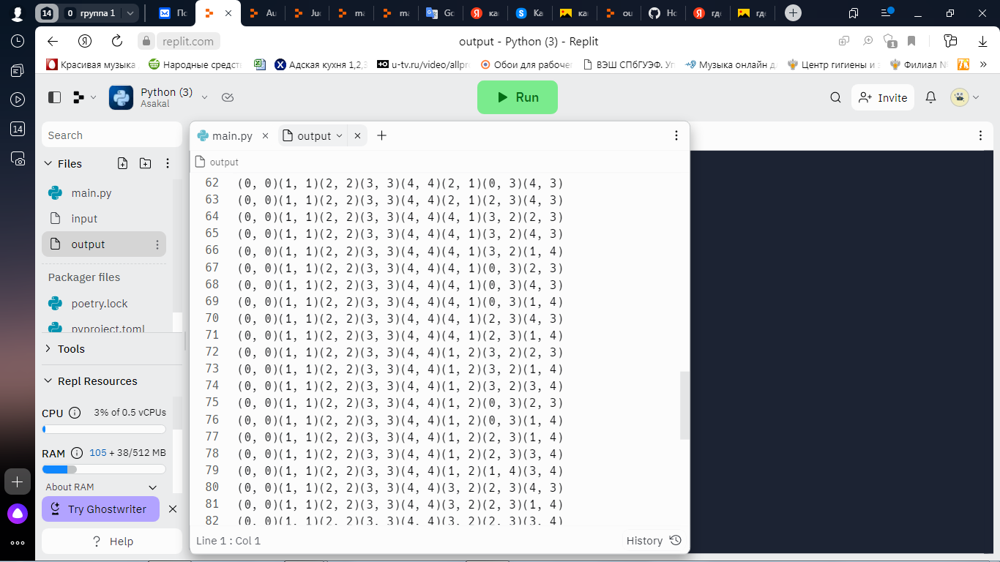 14 0 группа 1 По Au Juc ma ma Go ка Ка ка ou Ho где где
replit.com output - Python (3) - Replit 1
Красивая музыка Народные средст Адская кухня 1,2,3 u-tv.ru/video/allpro Обои для рабочег ВЭШ СПбГУЭФ. Уп Музыка онлайн д Центр гигиены и з Филиал №
Python (3)
Asakal
Run
Invite
14
Search
Files
main.py
input
output
Packager files
poetry.lock
pyproject.toml
Tools
Repl Resources
CPU 3% of 0.5 vCPUs
RAM 105 + 38/512 MB
About RAM
Try Ghostwriter
? Help
main.py output
output
62 (0, 0)(1, 1)(2, 2)(3, 3)(4, 4)(2, 1)(0, 3)(4, 3)
63 (0, 0)(1, 1)(2, 2)(3, 3)(4, 4)(2, 1)(2, 3)(4, 3)
64 (0, 0)(1, 1)(2, 2)(3, 3)(4, 4)(4, 1)(3, 2)(2, 3)
65 (0, 0)(1, 1)(2, 2)(3, 3)(4, 4)(4, 1)(3, 2)(4, 3)
66 (0, 0)(1, 1)(2, 2)(3, 3)(4, 4)(4, 1)(3, 2)(1, 4)
67 (0, 0)(1, 1)(2, 2)(3, 3)(4, 4)(4, 1)(0, 3)(2, 3)
68 (0, 0)(1, 1)(2, 2)(3, 3)(4, 4)(4, 1)(0, 3)(4, 3)
69 (0, 0)(1, 1)(2, 2)(3, 3)(4, 4)(4, 1)(0, 3)(1, 4)
70 (0, 0)(1, 1)(2, 2)(3, 3)(4, 4)(4, 1)(2, 3)(4, 3)
71 (0, 0)(1, 1)(2, 2)(3, 3)(4, 4)(4, 1)(2, 3)(1, 4)
72 (0, 0)(1, 1)(2, 2)(3, 3)(4, 4)(1, 2)(3, 2)(2, 3)
73 (0, 0)(1, 1)(2, 2)(3, 3)(4, 4)(1, 2)(3, 2)(1, 4)
74 (0, 0)(1, 1)(2, 2)(3, 3)(4, 4)(1, 2)(3, 2)(3, 4)
75 (0, 0)(1, 1)(2, 2)(3, 3)(4, 4)(1, 2)(0, 3)(2, 3)
76 (0, 0)(1, 1)(2, 2)(3, 3)(4, 4)(1, 2)(0, 3)(1, 4)
77 (0, 0)(1, 1)(2, 2)(3, 3)(4, 4)(1, 2)(2, 3)(1, 4)
78 (0, 0)(1, 1)(2, 2)(3, 3)(4, 4)(1, 2)(2, 3)(3, 4)
79 (0, 0)(1, 1)(2, 2)(3, 3)(4, 4)(1, 2)(1, 4)(3, 4)
80 (0, 0)(1, 1)(2, 2)(3, 3)(4, 4)(3, 2)(2, 3)(4, 3)
81 (0, 0)(1, 1)(2, 2)(3, 3)(4, 4)(3, 2)(2, 3)(1, 4)
82 (0, 0)(1, 1)(2, 2)(3, 3)(4, 4)(3, 2)(2, 3)(3, 4)
Line 1 : Col 1
History